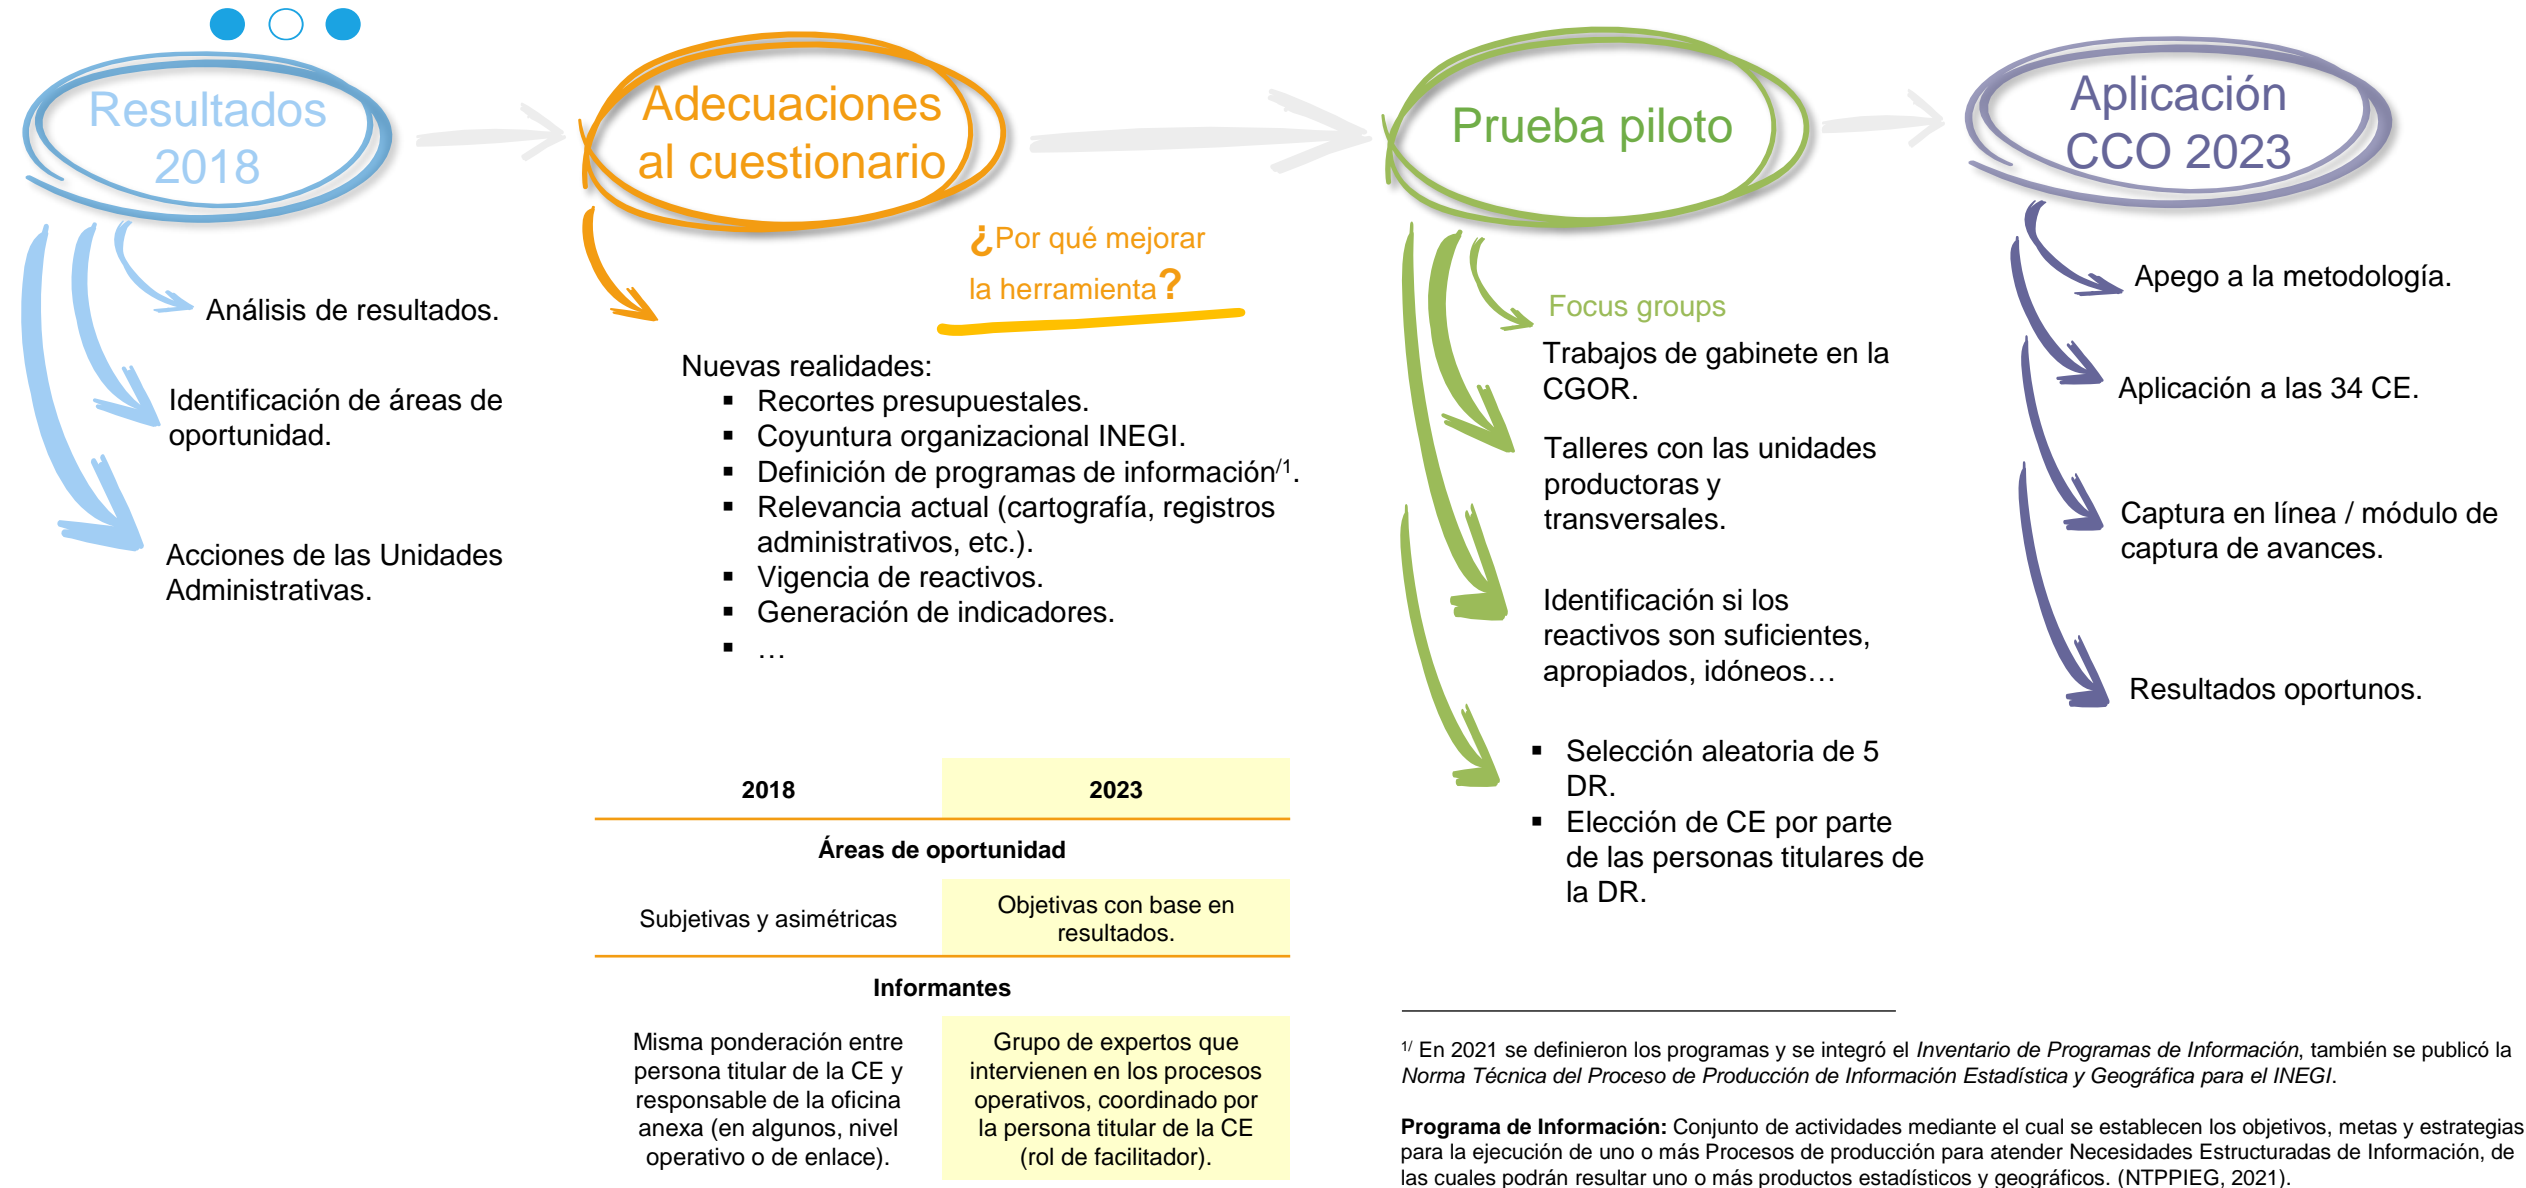 Resultados
2018
Análisis de resultados.
Identificación de áreas de
oportunidad.
Acciones de las Unidades
Administrativas.
Adecuaciones
al cuestionario
¿Por qué mejorar
la herramienta?
Nuevas realidades:
▪ Recortes presupuestales.
▪ Coyuntura organizacional INEGI.
▪ Definición de programas de información/1.
▪ Relevancia actual (cartografía, registros
administrativos, etc.).
▪ Vigencia de reactivos.
▪ Generación de indicadores.
▪ …
2018 2023
Áreas de oportunidad
Subjetivas y asimétricas
Objetivas con base en
resultados.
Informantes
Misma ponderación entre
persona titular de la CE y
responsable de la oficina
anexa (en algunos, nivel
operativo o de enlace).
Grupo de expertos que
intervienen en los procesos
operativos, coordinado por
la persona titular de la CE
(rol de facilitador).
Prueba piloto
Focus groups
Trabajos de gabinete en la
CGOR.
Talleres con las unidades
productoras y
transversales.
Identificación si los
reactivos son suficientes,
apropiados, idóneos…
▪ Selección aleatoria de 5
DR.
▪ Elección de CE por parte
de las personas titulares de
la DR.
Aplicación
CCO 2023
Apego a la metodología.
Aplicación a las 34 CE.
Captura en línea / módulo de
captura de avances.
Resultados oportunos.
1/ En 2021 se definieron los programas y se integró el Inventario de Programas de Información, también se publicó la
Norma Técnica del Proceso de Producción de Información Estadística y Geográfica para el INEGI.
Programa de Información: Conjunto de actividades mediante el cual se establecen los objetivos, metas y estrategias
para la ejecución de uno o más Procesos de producción para atender Necesidades Estructuradas de Información, de
las cuales podrán resultar uno o más productos estadísticos y geográficos. (NTPPIEG, 2021).